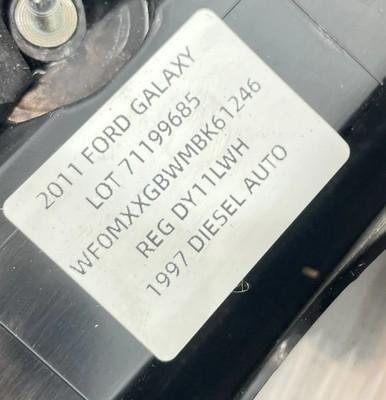 2011 FORD GALAXY
LOT 71199685
WF0MXXGBWMBK61246
REG DY11LWH
1997 DIESEL AUTO